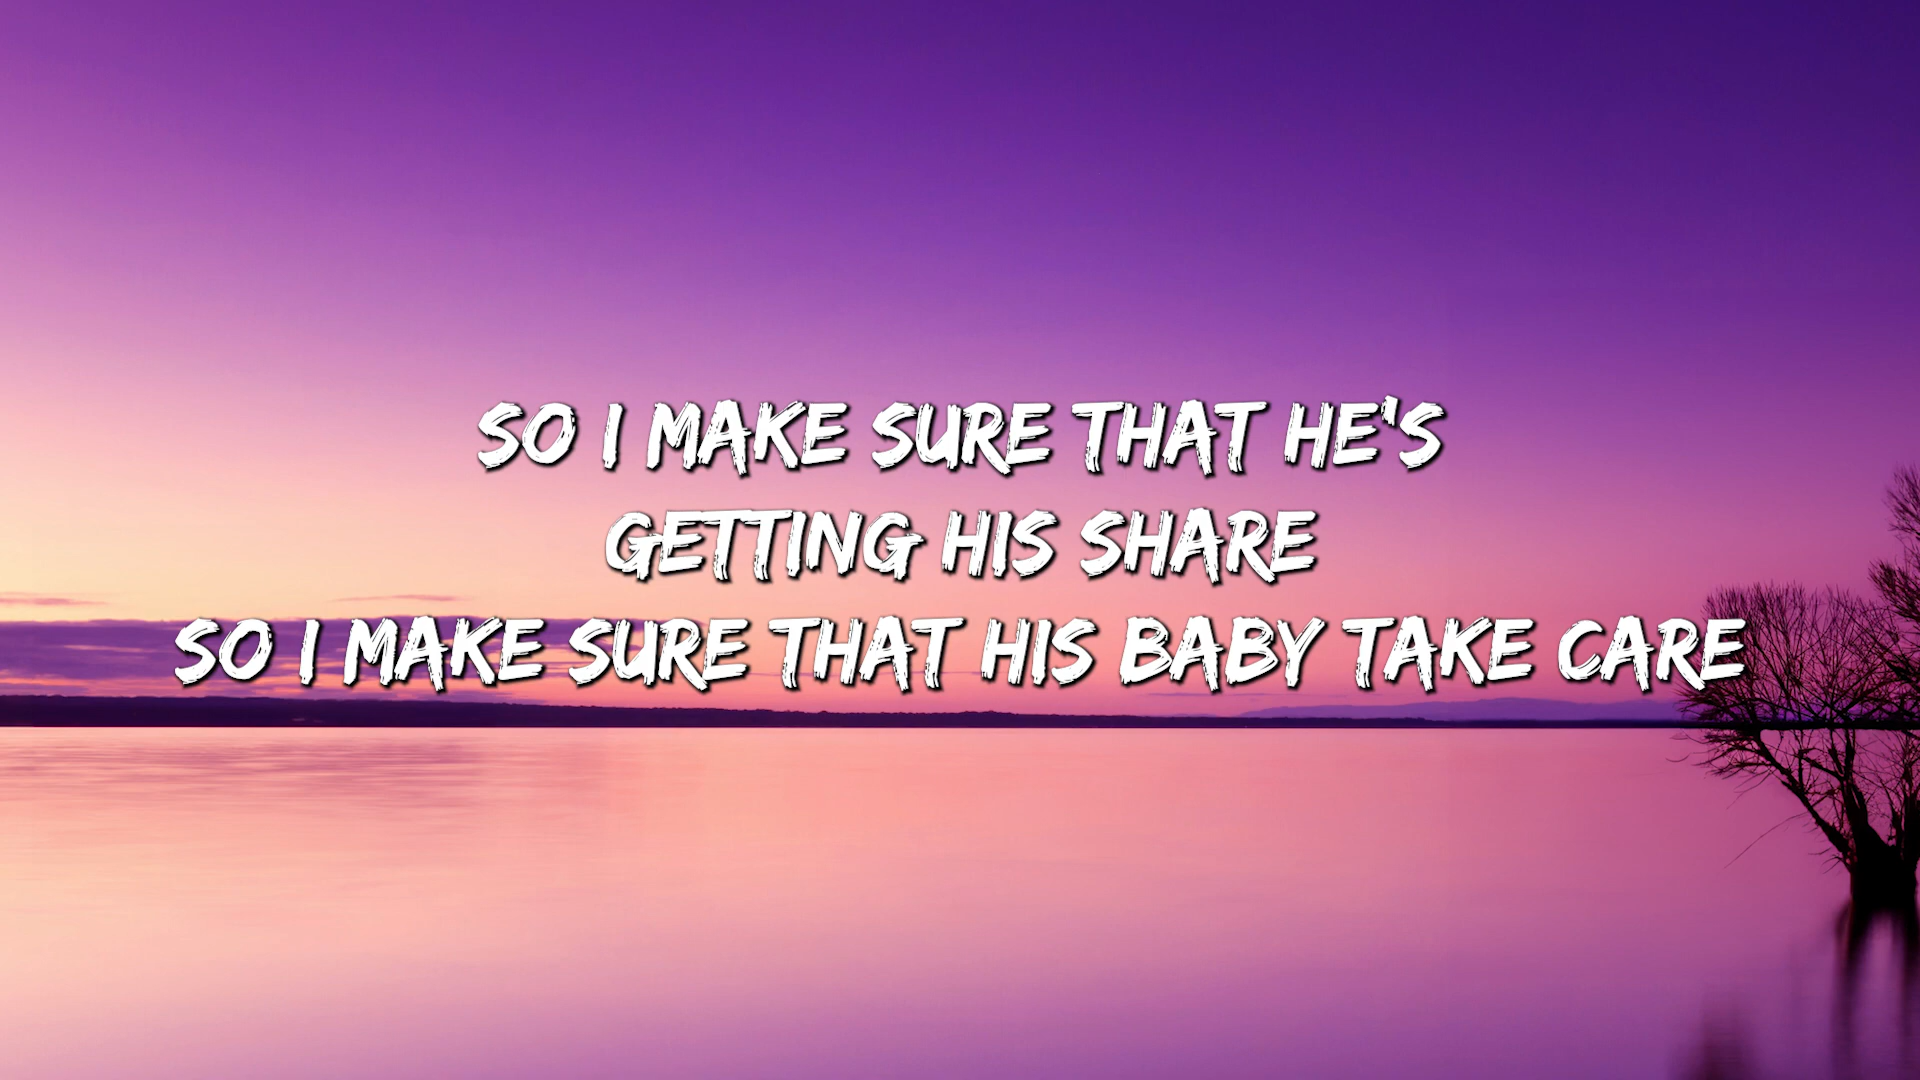 SO I MAKE SURE THAT HE'S
GETTING HIS SHARE
SO I MAKE SURE THAT HIS BABY TAKE CARE